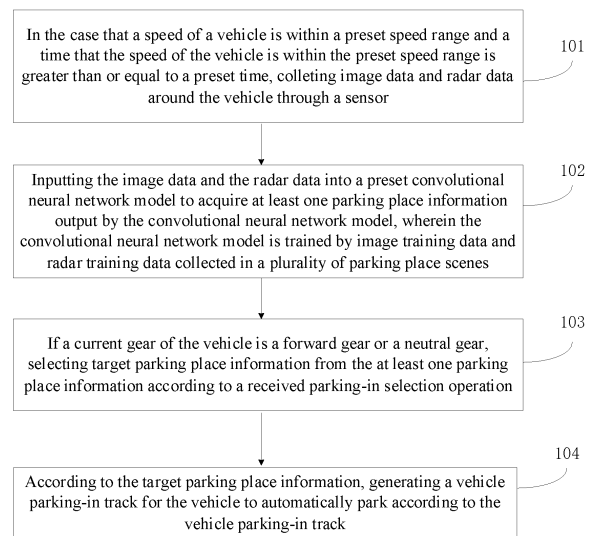 In the case that a speed of a vehicle is within a preset speed range and a
time that the speed of the vehicle is within the preset speed range is
greater than or equal to a preset time, colleting image data and radar data
around the vehicle through a sensor
101
Inputting the image data and the radar data into a preset convolutional
neural network model to acquire at least one parking place information
output by the convolutional neural network model, wherein the
convolutional neural network model is trained by image training data and
radar training data collected in a plurality of parking place scenes
102
If a current gear of the vehicle is a forward gear or a neutral gear,
selecting target parking place information from the at least one parking
place information according to a received parking-in selection operation
103
According to the target parking place information, generating a vehicle
parking-in track for the vehicle to automatically park according to the
vehicle parking-in track
104